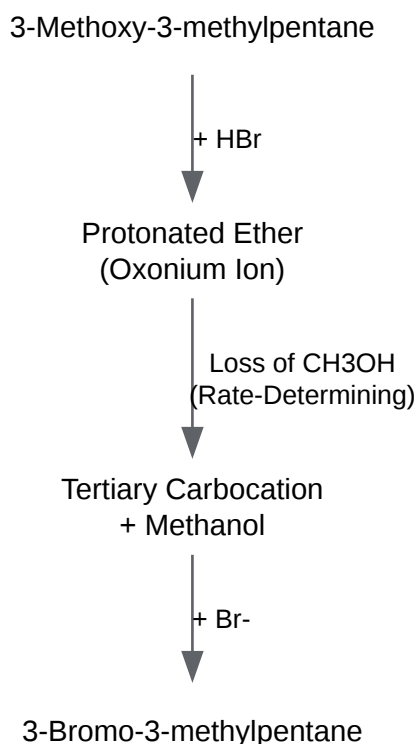 3-Methoxy-3-methylpentane
+ HBr
Protonated Ether
(Oxonium Ion)
Loss of CH3OH
(Rate-Determining)
Tertiary Carbocation
+ Methanol
+ Br-
3-Bromo-3-methylpentane